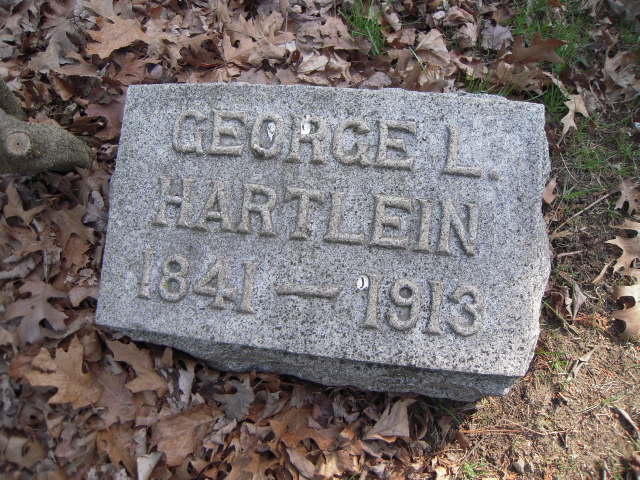 GEORGE L.
HARTLEIN
1841 — 1913